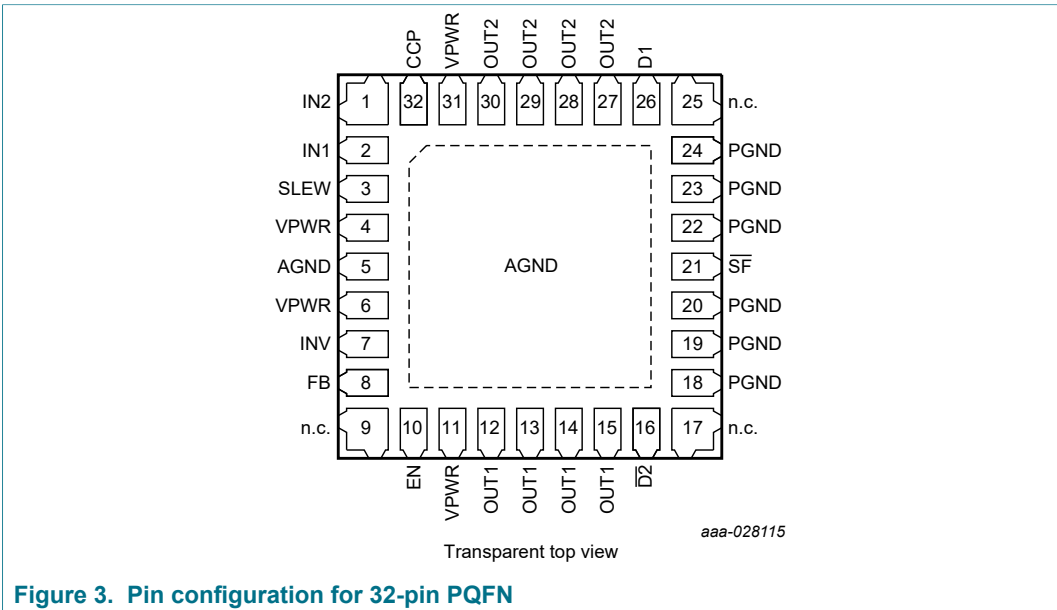 CCP VPWR OUT2 OUT2 OUT2 OUT2 D1
IN2 1 32 31 30 29 28 27 26 25 n.c.
IN1 2 24 PGND
SLEW 3 23 PGND
VPWR 4 22 PGND
AGND 5 AGND 21 S̅F̅
VPWR 6 20 PGND
INV 7 19 PGND
FB 8 18 PGND
n.c. 9 10 11 12 13 14 15 16 17 n.c.
EN VPWR OUT1 OUT1 OUT1 OUT1 D̅2̅
aaa-028115
Transparent top view
Figure 3. Pin configuration for 32-pin PQFN